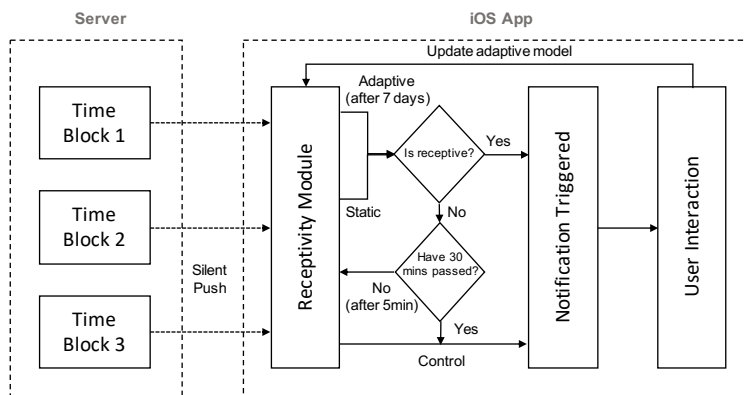 Server
iOS App
Update adaptive model
Time
Block 1
Time
Block 2
Time
Block 3
Silent
Push
Receptivity Module
Adaptive
(after 7 days)
Is receptive?
Yes
Static
No
Have 30
mins passed?
No
(after 5min)
Yes
Control
Notification Triggered
User Interaction